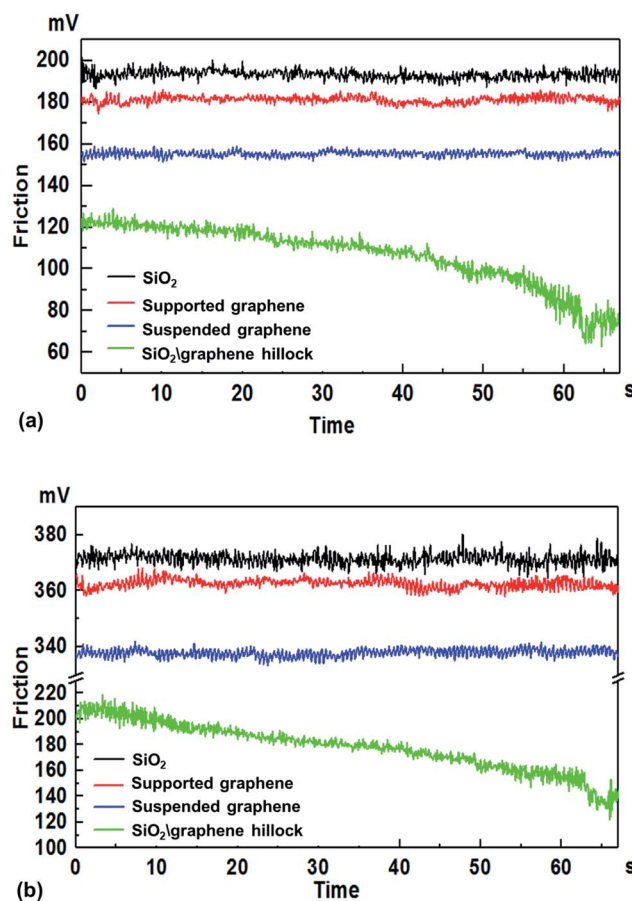 mV
200
180
160
140
120
100
80
60
Friction
SiO₂
Supported graphene
Suspended graphene
SiO₂\graphene hillock
0 10 20 30 40 50 60 s
Time
(a)
mV
380
360
340
220
200
180
160
140
120
100
Friction
SiO₂
Supported graphene
Suspended graphene
SiO₂\graphene hillock
0 10 20 30 40 50 60 s
Time
(b)